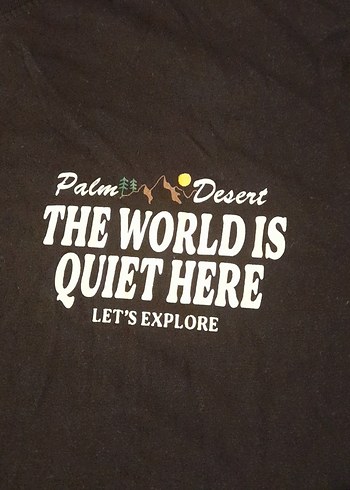 Palm Desert
THE WORLD IS
QUIET HERE
LET'S EXPLORE